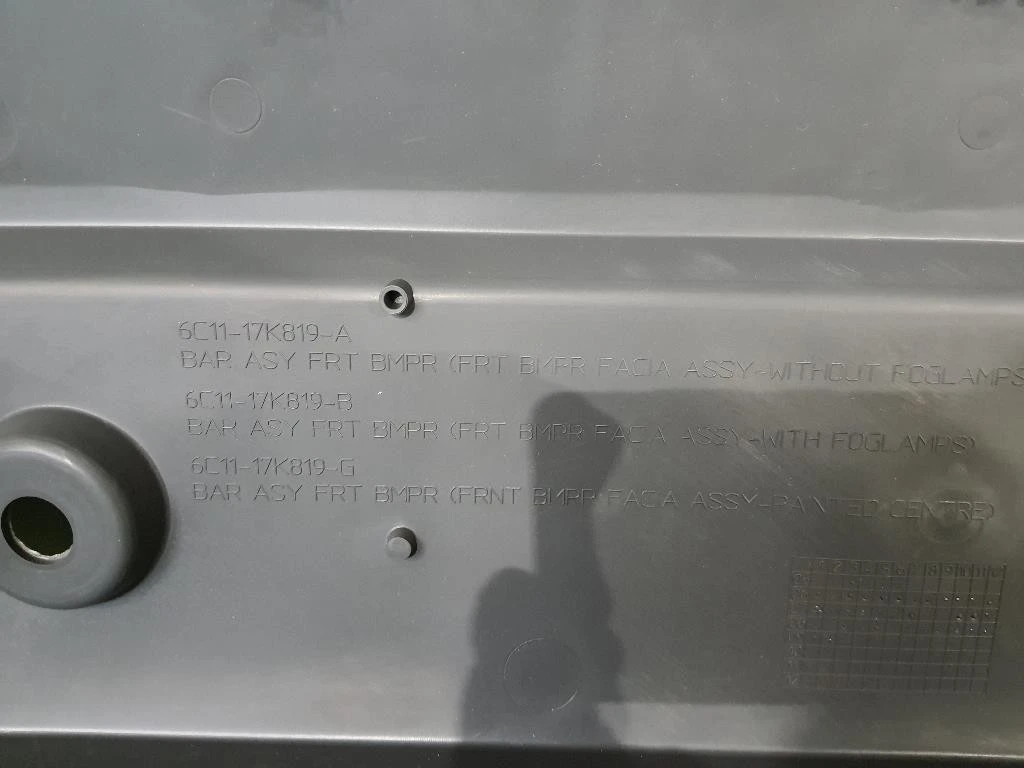 6C11-17K819-A
BAR ASY FRT BMPR (FRT BMPR FACIA ASSY-WITHOUT FOGLAMPS
6C11-17K819-B
BAR ASY FRT BMPR (FRT BMPR FACIA ASSY-WITH FOGLAMPS)
6C11-17K819-G
BAR ASY FRT BMPR (FRNT BMPR FACIA ASSY-PAINTED CENTRE)